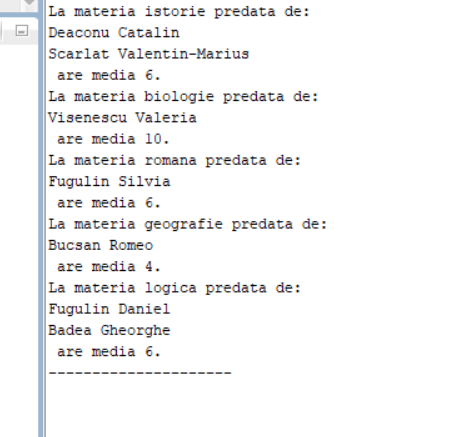 La materia istorie predata de:
Deaconu Catalin
Scarlat Valentin-Marius
 are media 6.
La materia biologie predata de:
Visenescu Valeria
 are media 10.
La materia romana predata de:
Fugulin Silvia
 are media 6.
La materia geografie predata de:
Bucsan Romeo
 are media 4.
La materia logica predata de:
Fugulin Daniel
Badea Gheorghe
 are media 6.
---------------------